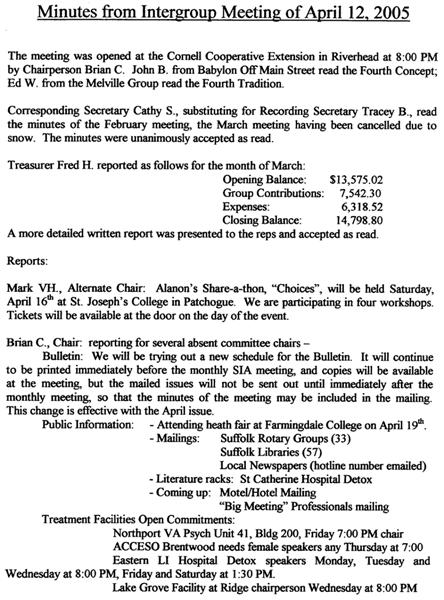 Minutes from Intergroup Meeting of April 12, 2005
The meeting was opened at the Cornell Cooperative Extension in Riverhead at 8:00 PM
by Chairperson Brian C.  John B. from Babylon Off Main Street read the Fourth Concept;
Ed W. from the Melville Group read the Fourth Tradition.
Corresponding Secretary Cathy S., substituting for Recording Secretary Tracey B., read
the minutes of the February meeting, the March meeting having been cancelled due to
snow.  The minutes were unanimously accepted as read.
Treasurer Fred H. reported as follows for the month of March:
Opening Balance: $13,575.02
Group Contributions: 7,542.30
Expenses: 6,318.52
Closing Balance: 14,798.80
A more detailed written report was presented to the reps and accepted as read.
Reports:
Mark VH., Alternate Chair:  Alanon's Share-a-thon, "Choices", will be held Saturday,
April 16th at St. Joseph's College in Patchogue.  We are participating in four workshops.
Tickets will be available at the door on the day of the event.
Brian C., Chair:  reporting for several absent committee chairs –
Bulletin:  We will be trying out a new schedule for the Bulletin.  It will continue
to be printed immediately before the monthly SIA meeting, and copies will be available
at the meeting, but the mailed issues will not be sent out until immediately after the
monthly meeting, so that the minutes of the meeting may be included in the mailing.
This change is effective with the April issue.
Public Information: - Attending heath fair at Farmingdale College on April 19th.
- Mailings: Suffolk Rotary Groups (33)
Suffolk Libraries (57)
Local Newspapers (hotline number emailed)
- Literature racks:  St Catherine Hospital Detox
- Coming up: Motel/Hotel Mailing
"Big Meeting" Professionals mailing
Treatment Facilities Open Commitments:
Northport VA Psych Unit 41, Bldg 200, Friday 7:00 PM chair
ACCESO Brentwood needs female speakers any Thursday at 7:00
Eastern LI Hospital Detox speakers Monday, Tuesday and
Wednesday at 8:00 PM, Friday and Saturday at 1:30 PM.
Lake Grove Facility at Ridge chairperson Wednesday at 8:00 PM